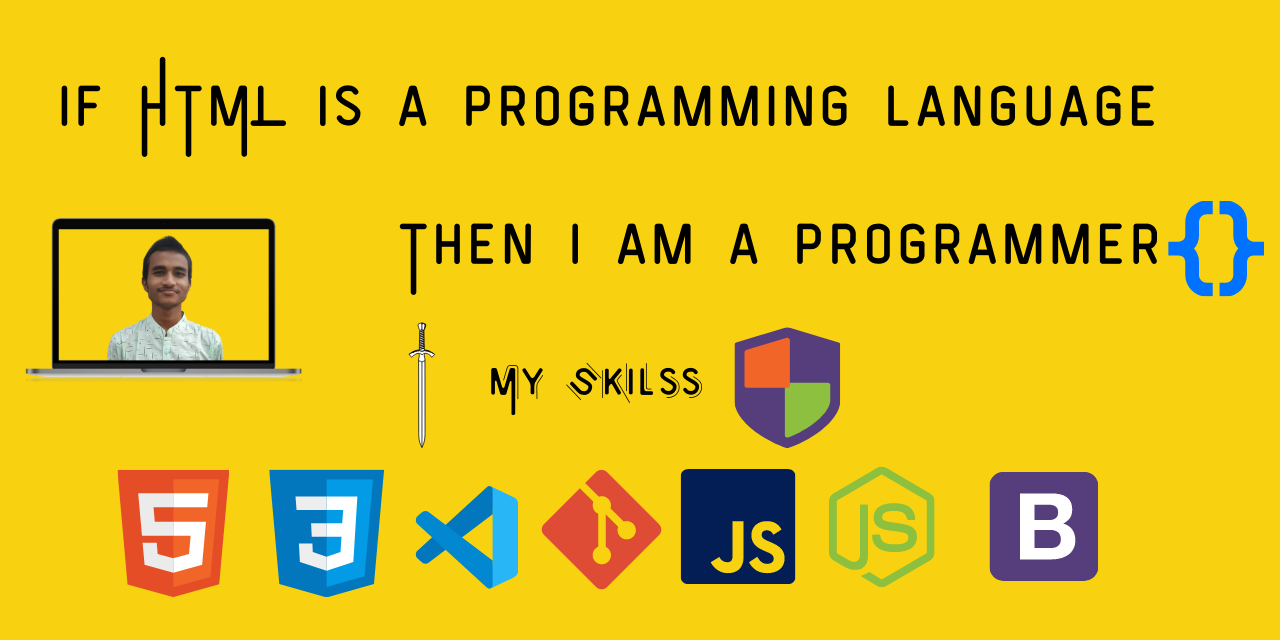 IF HTML IS A PROGRAMMING LANGUAGE
THEN I AM A PROGRAMMER{}
MY SKILSS
5 3 JS JS B